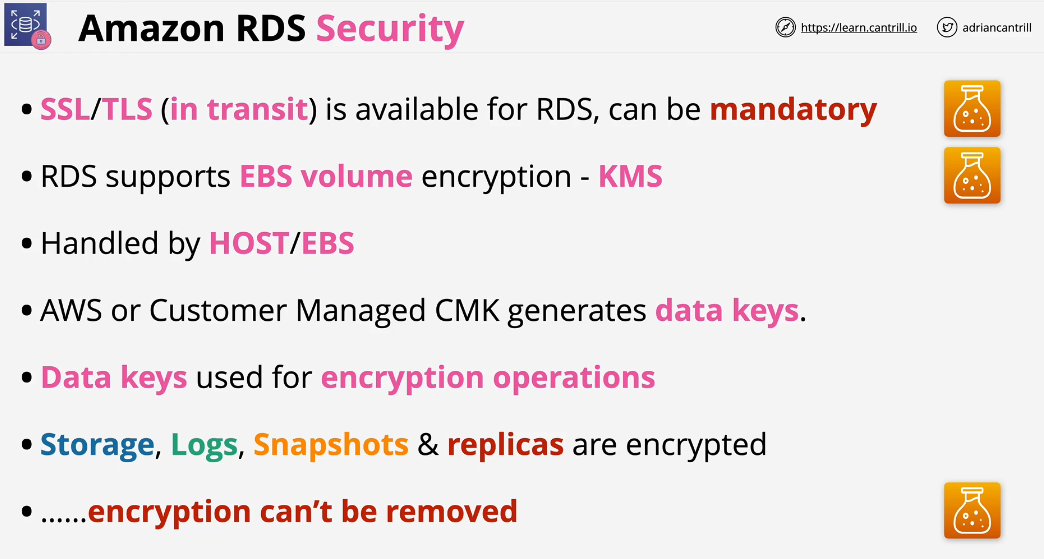 Amazon RDS Security
https://learn.cantrill.io
adriancantrill
• SSL/TLS (in transit) is available for RDS, can be mandatory
• RDS supports EBS volume encryption - KMS
• Handled by HOST/EBS
• AWS or Customer Managed CMK generates data keys.
• Data keys used for encryption operations
• Storage, Logs, Snapshots & replicas are encrypted
• ......encryption can’t be removed